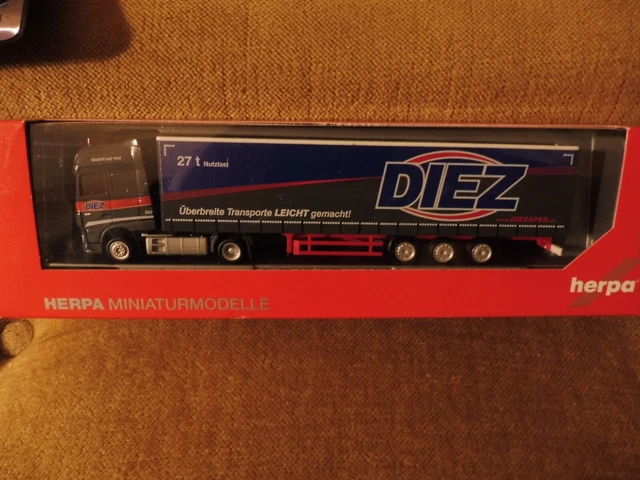 27 t Nutzlast
DIEZ
DIEZ
Überbreite Transporte LEICHT gemacht!
HERPA MINIATURMODELLE
herpa